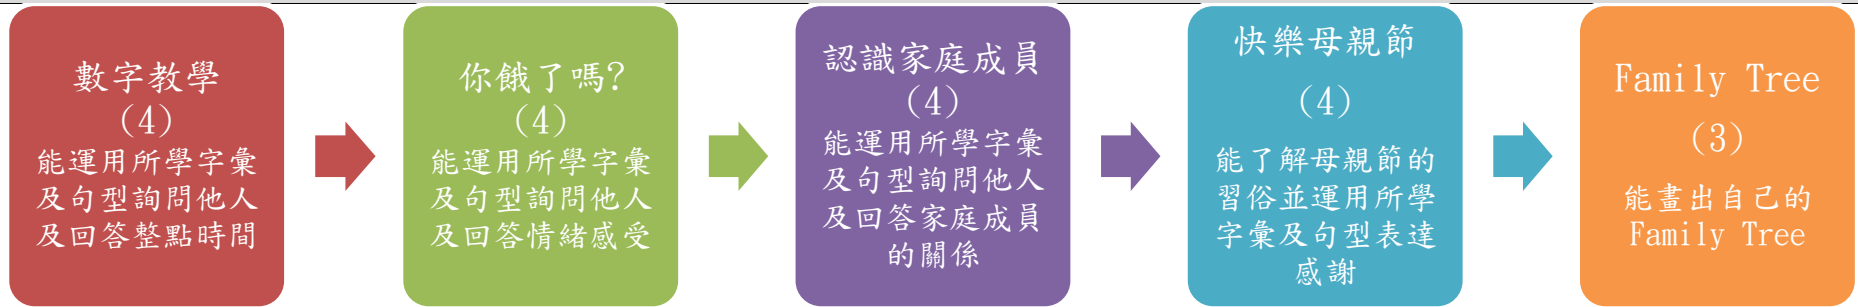 數字教學
(4)
能運用所學字彙
及句型詢問他人
及回答整點時間
你餓了嗎?
(4)
能運用所學字彙
及句型詢問他人
及回答情緒感受
認識家庭成員
(4)
能運用所學字彙
及句型詢問他人
及回答家庭成員
的關係
快樂母親節
(4)
能了解母親節的
習俗並運用所學
字彙及句型表達
感謝
Family Tree
(3)
能畫出自己的
Family Tree